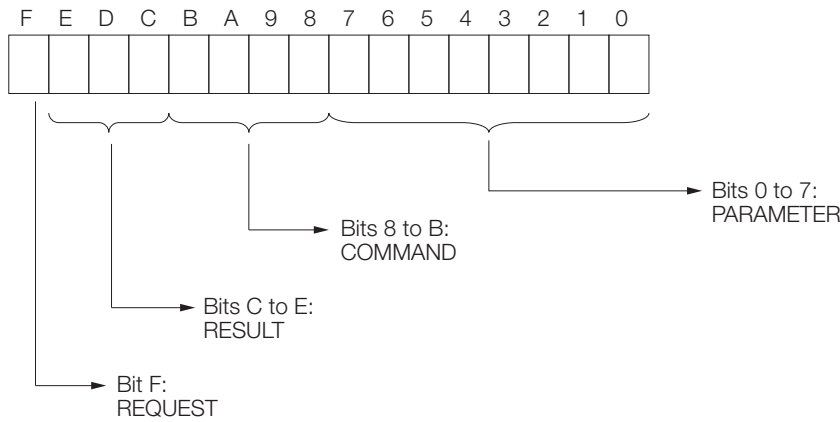 F E D C B A 9 8 7 6 5 4 3 2 1 0
Bits 0 to 7:
PARAMETER
Bits 8 to B:
COMMAND
Bits C to E:
RESULT
Bit F:
REQUEST